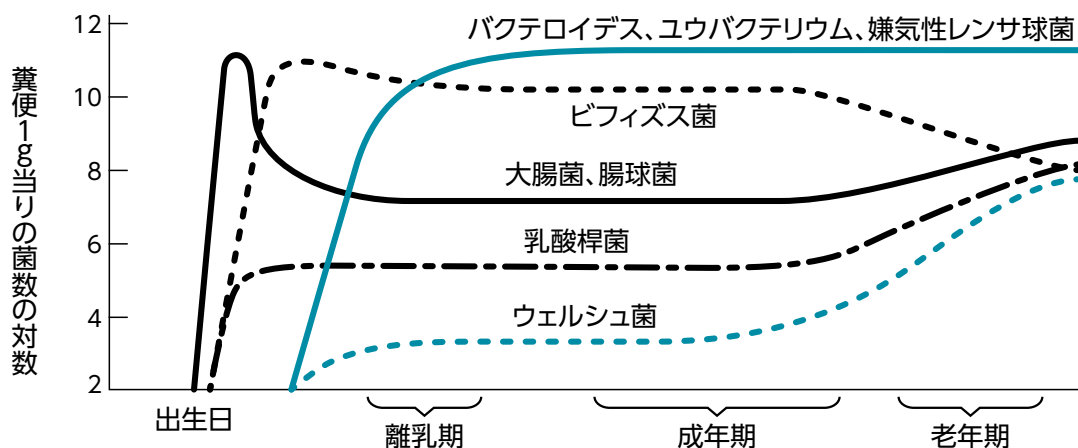 糞便1g当りの菌数の対数
12
10
8
6
4
2
バクテロイデス、ユウバクテリウム、嫌気性レンサ球菌
ビフィズス菌
大腸菌、腸球菌
乳酸桿菌
ウェルシュ菌
出生日
離乳期
成年期
老年期